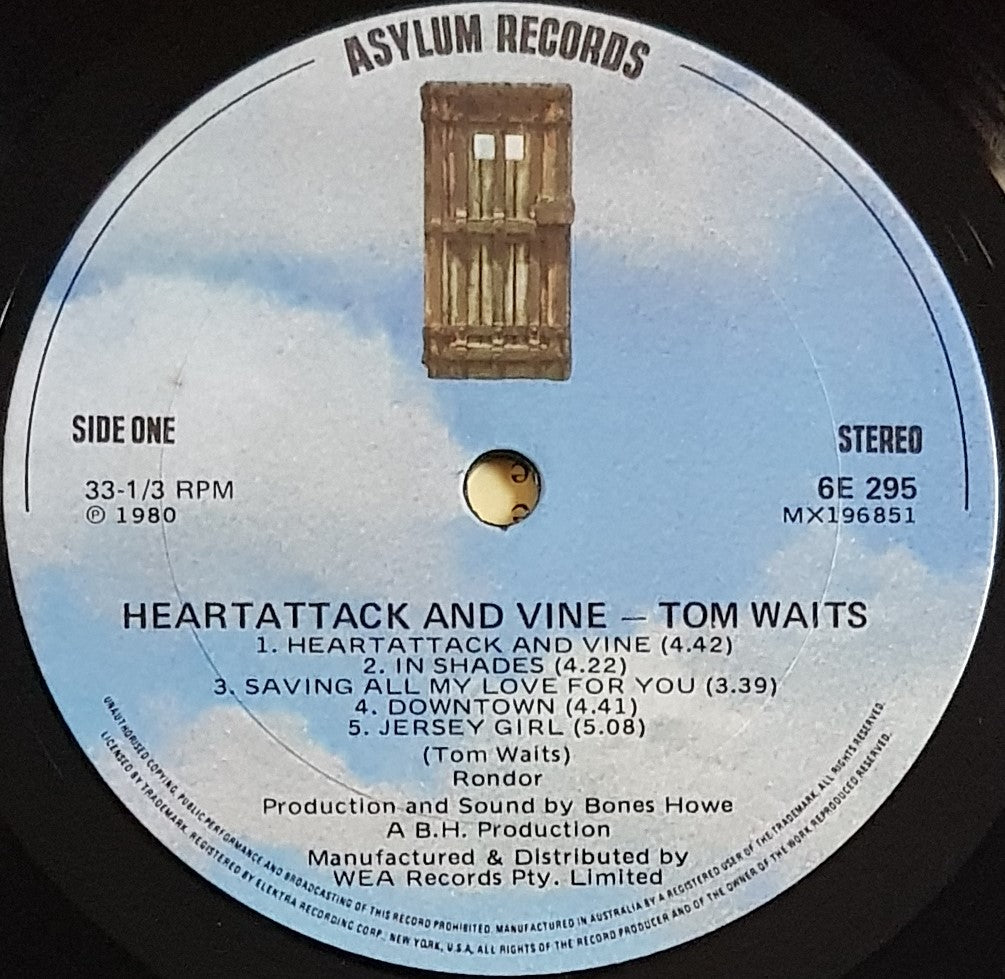 ASYLUM RECORDS
SIDE ONE
STEREO
33-1/3 RPM
6E 295
℗ 1980
MX196851
HEARTATTACK AND VINE – TOM WAITS
1. HEARTATTACK AND VINE (4.42)
2. IN SHADES (4.22)
3. SAVING ALL MY LOVE FOR YOU (3.39)
4. DOWNTOWN (4.41)
5. JERSEY GIRL (5.08)
(Tom Waits)
Rondor
Production and Sound by Bones Howe
A B.H. Production
Manufactured & Distributed by
WEA Records Pty. Limited
UNAUTHORISED COPYING, PUBLIC PERFORMANCE AND BROADCASTING OF THIS RECORD PROHIBITED. MANUFACTURED IN AUSTRALIA BY A REGISTERED USER OF THE TRADEMARK. ALL RIGHTS RESERVED.
LICENSED BY TRADEMARK. REGISTERED BY ELEKTRA RECORDING CORP., NEW YORK, U.S.A. ALL RIGHTS OF THE RECORD PRODUCER AND OF THE OWNER OF THE WORK REPRODUCED RESERVED.